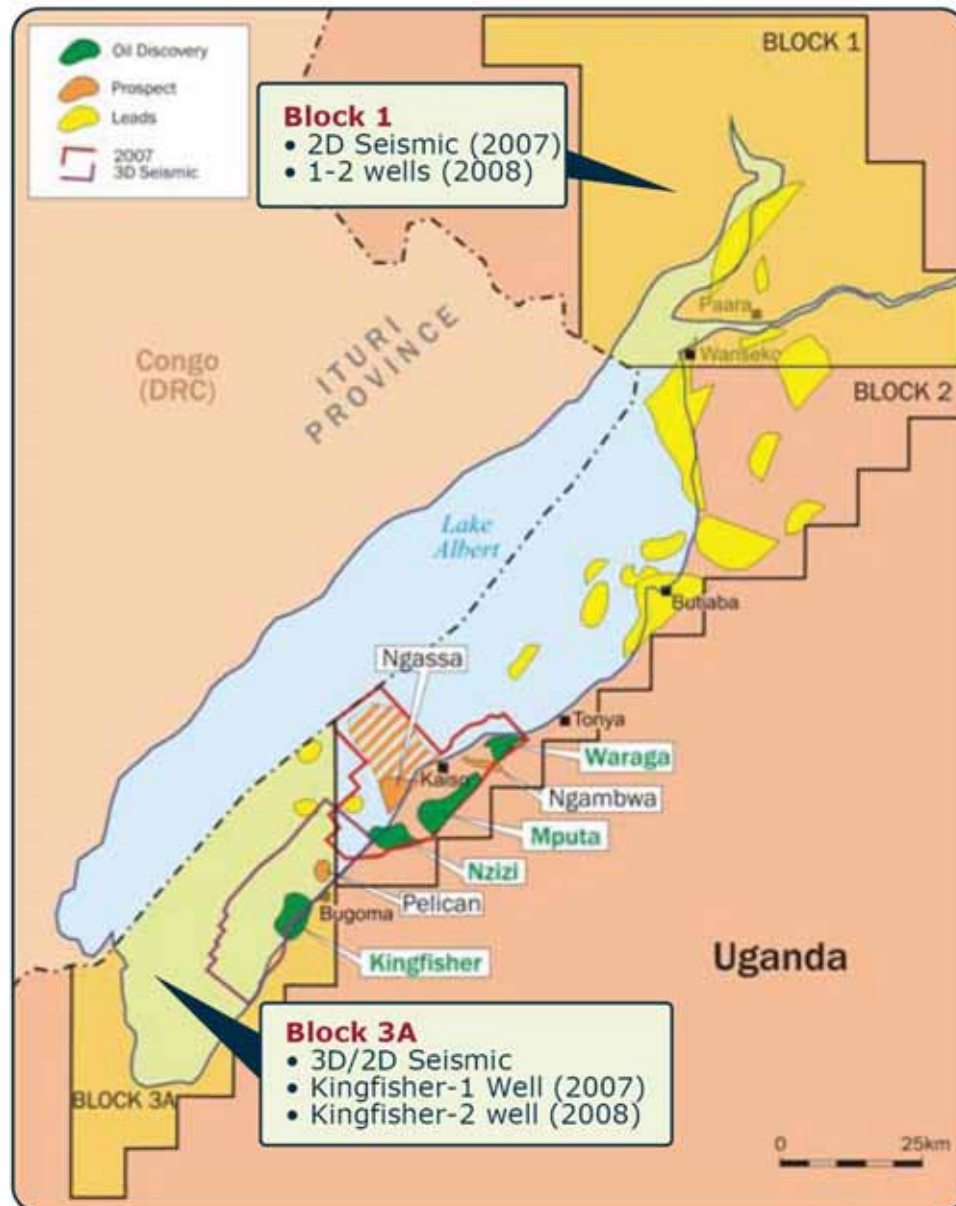 Oil Discovery
Prospect
Leads
2007
3D Seismic
BLOCK 1
Block 1
• 2D Seismic (2007)
• 1-2 wells (2008)
Paara
Wanseko
BLOCK 2
Congo
(DRC)
ITURI
PROVINCE
Lake
Albert
Butiaba
Ngassa
Tonya
Waraga
Kaiso
Ngambwa
Mputa
Nzizi
Pelican
Bugoma
Kingfisher
Uganda
Block 3A
• 3D/2D Seismic
• Kingfisher-1 Well (2007)
• Kingfisher-2 well (2008)
BLOCK 3A
0 25km